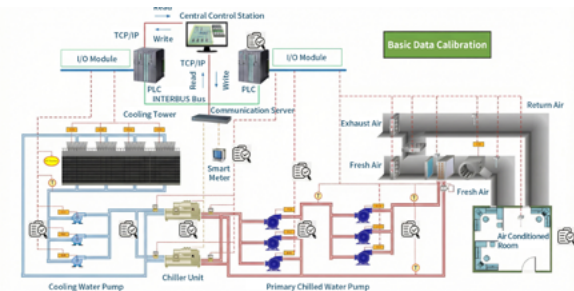 Read
Write
Central Control Station
TCP/IP
TCP/IP
Read
Write
I/O Module
I/O Module
PLC
PLC
INTERBUS Bus
Communication Server
Basic Data Calibration
Cooling Tower
Smart
Meter
Exhaust Air
Return Air
Fresh Air
Fresh Air
Air Conditioned
Room
Cooling Water Pump
Chiller Unit
Primary Chilled Water Pump